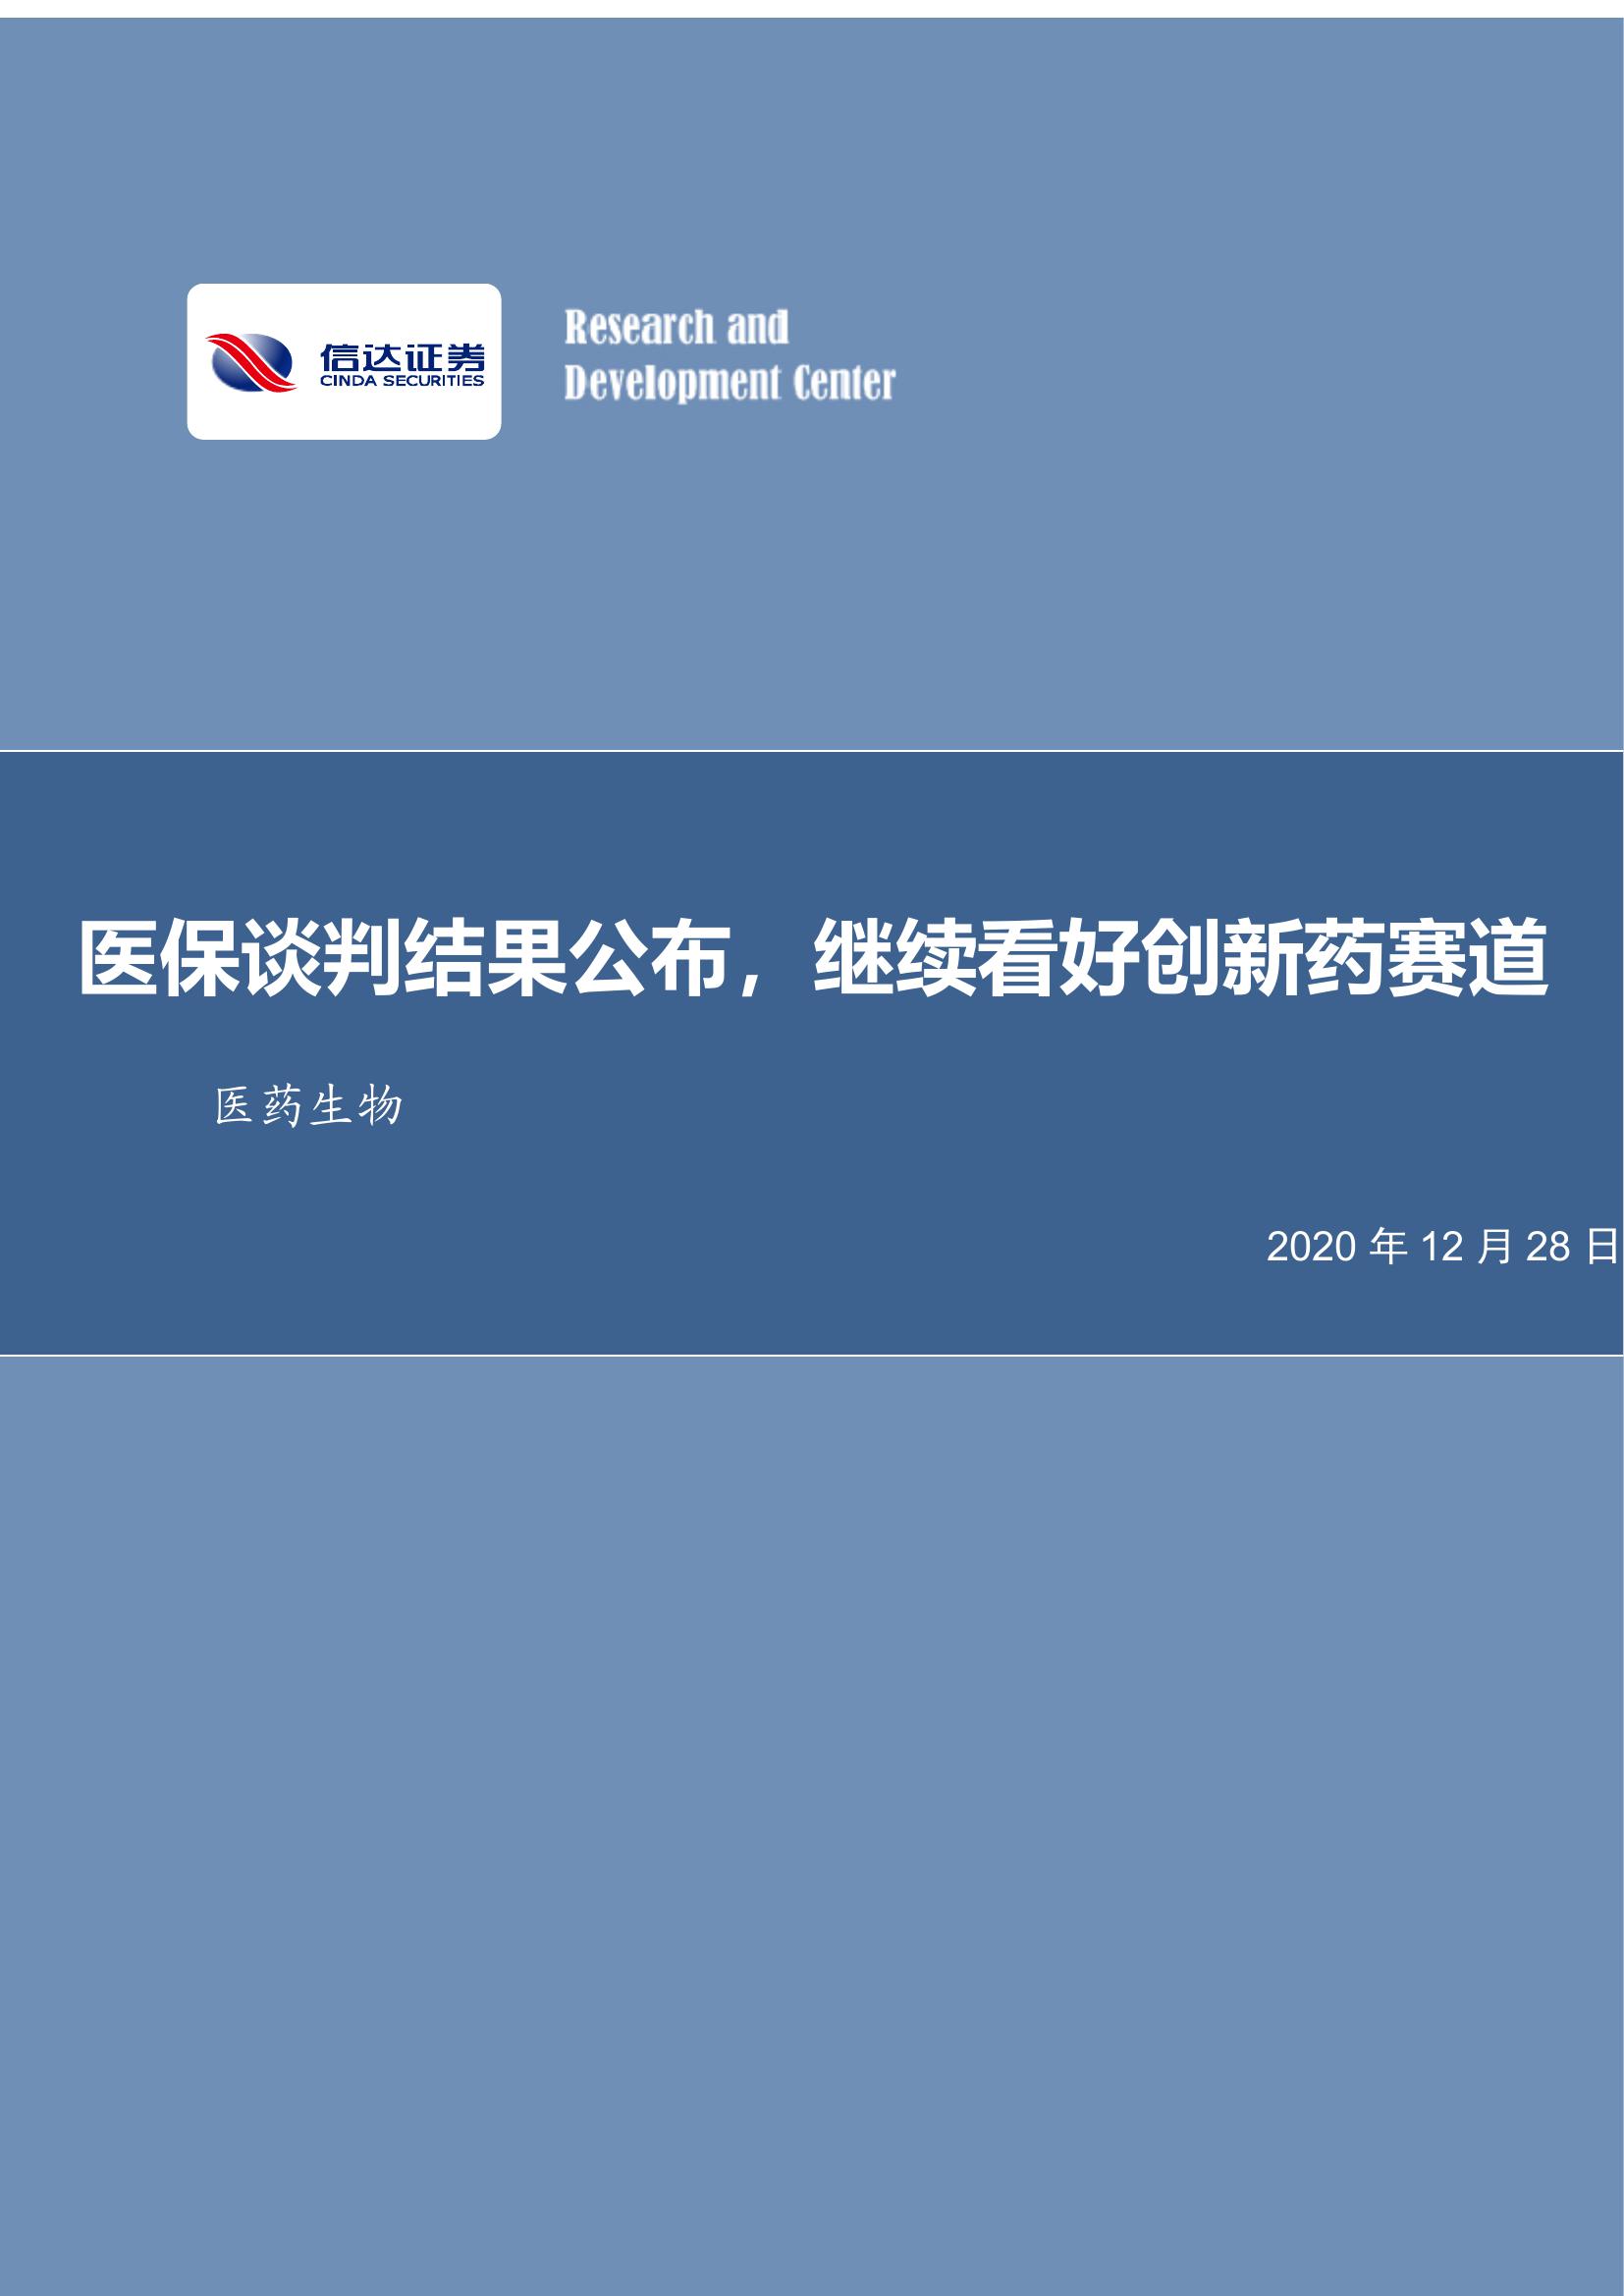 信达证券
CINDA SECURITIES
Research and
Development Center
医保谈判结果公布，继续看好创新药赛道
医药生物
2020 年 12 月 28 日